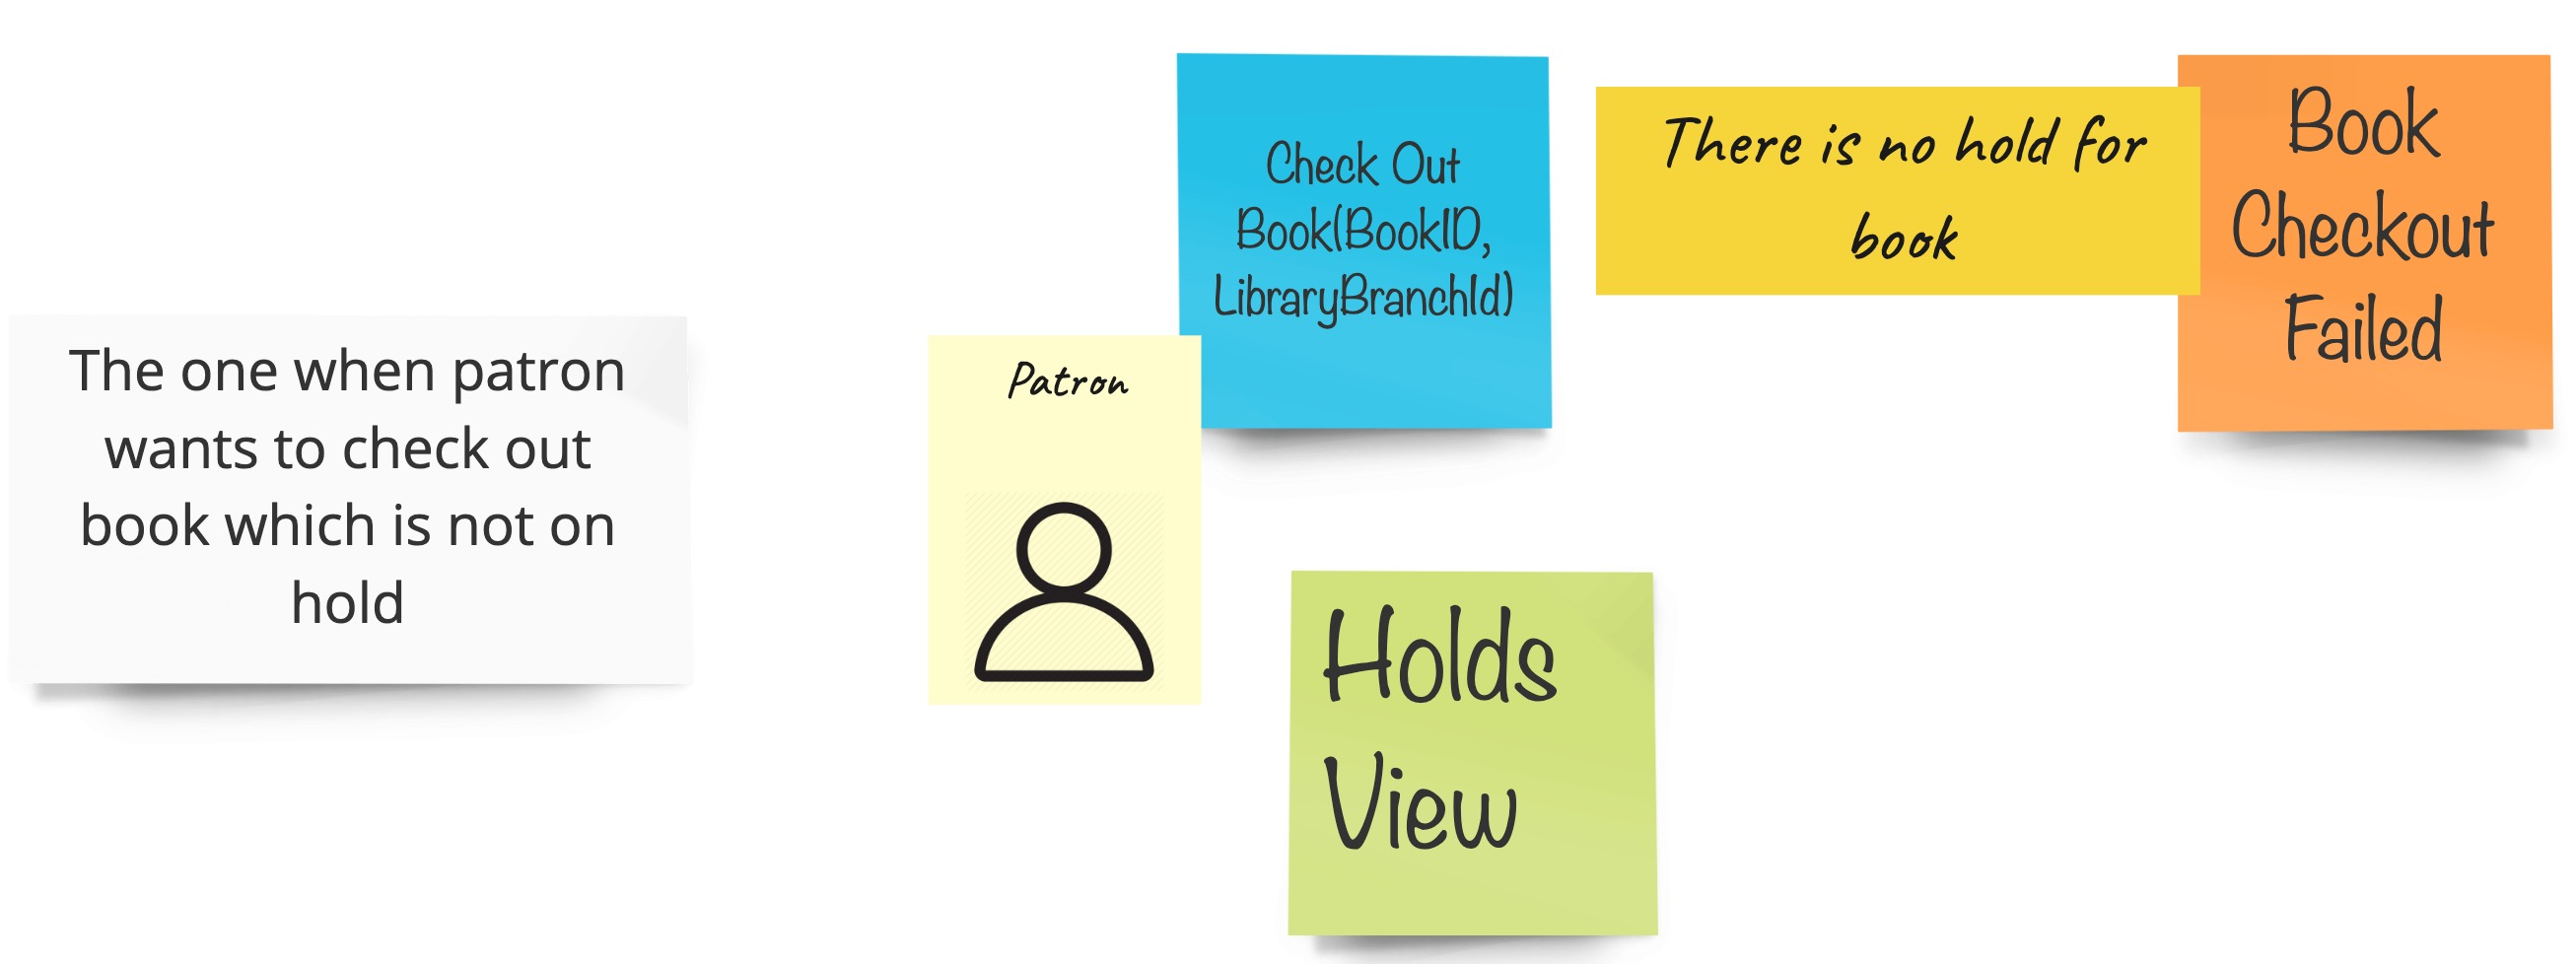 The one when patron
wants to check out
book which is not on
hold
Patron
Check Out
Book(BookID,
LibraryBranchId)
Holds
View
There is no hold for
book
Book
Checkout
Failed